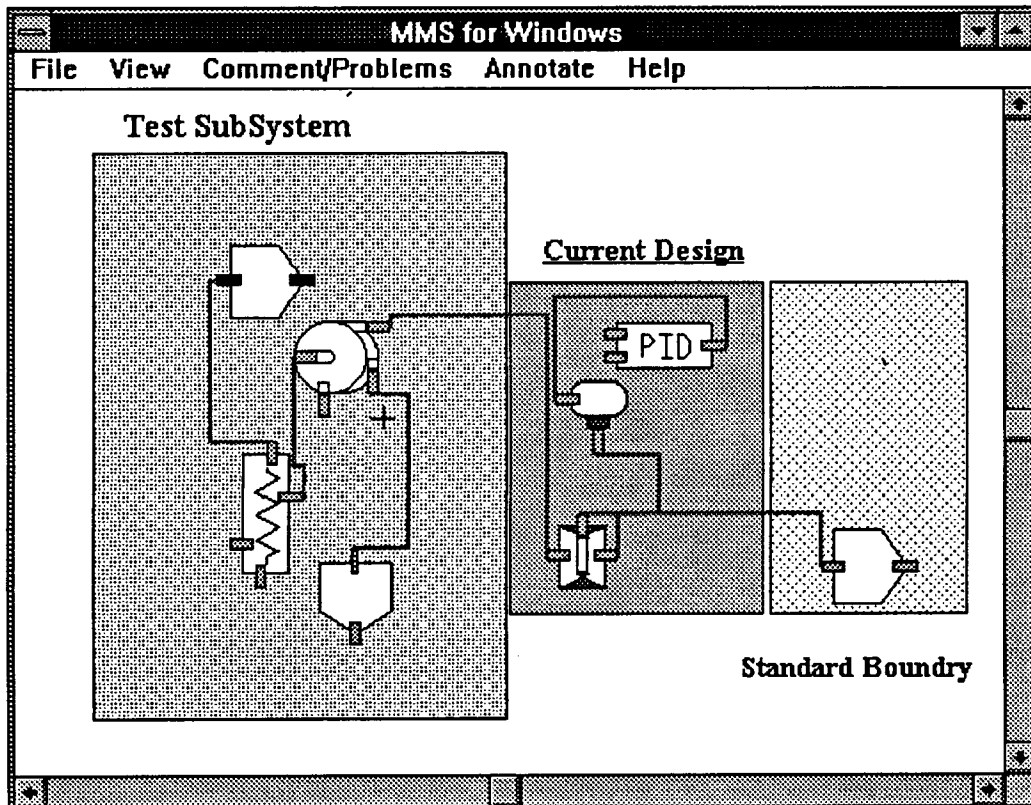 MMS for Windows
File View Comment/Problems Annotate Help
Test SubSystem
Current Design
PID
Standard Boundry